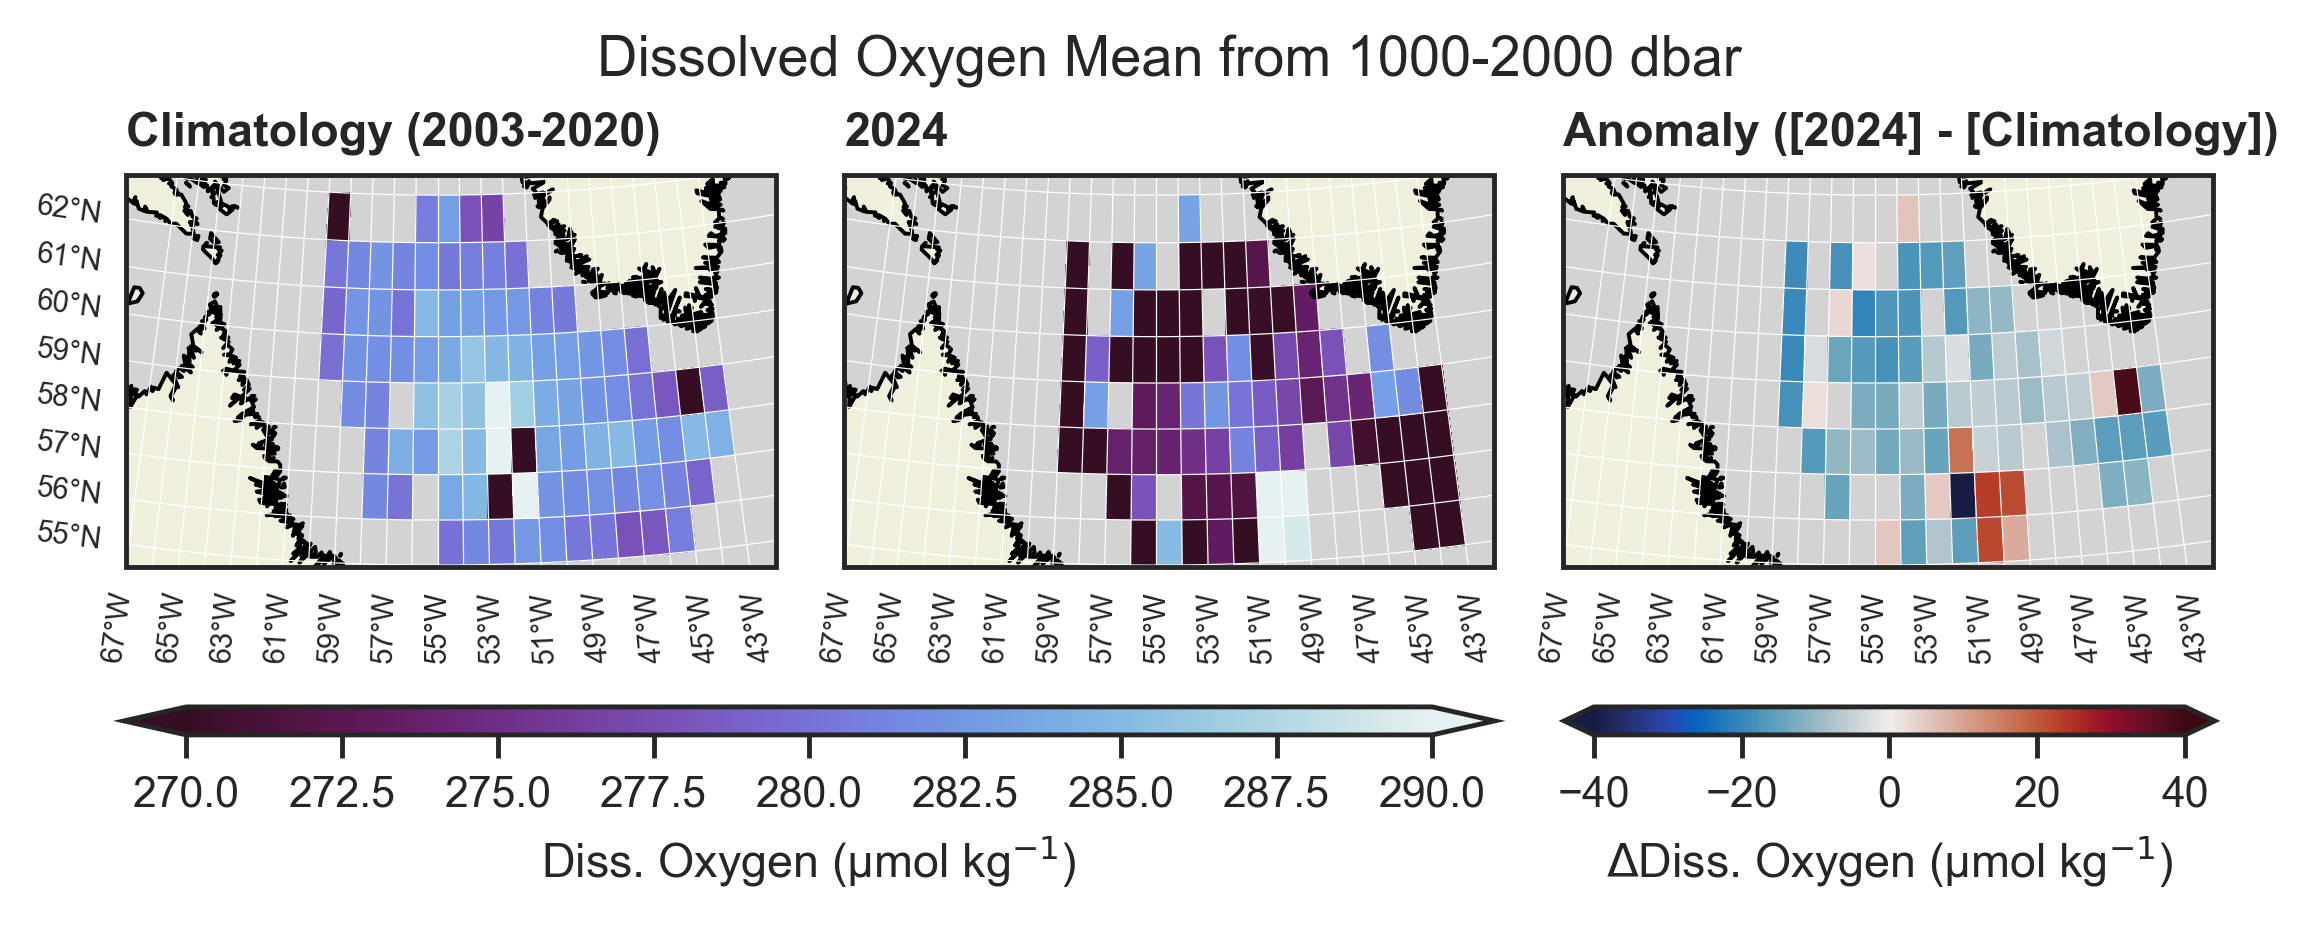 Dissolved Oxygen Mean from 1000-2000 dbar
Climatology (2003-2020)
2024
Anomaly ([2024] - [Climatology])
62°N
61°N
60°N
59°N
58°N
57°N
56°N
55°N
67°W 65°W 63°W 61°W 59°W 57°W 55°W 53°W 51°W 49°W 47°W 45°W 43°W
67°W 65°W 63°W 61°W 59°W 57°W 55°W 53°W 51°W 49°W 47°W 45°W 43°W
67°W 65°W 63°W 61°W 59°W 57°W 55°W 53°W 51°W 49°W 47°W 45°W 43°W
270.0 272.5 275.0 277.5 280.0 282.5 285.0 287.5 290.0
Diss. Oxygen (µmol kg⁻¹)
−40 −20 0 20 40
ΔDiss. Oxygen (µmol kg⁻¹)